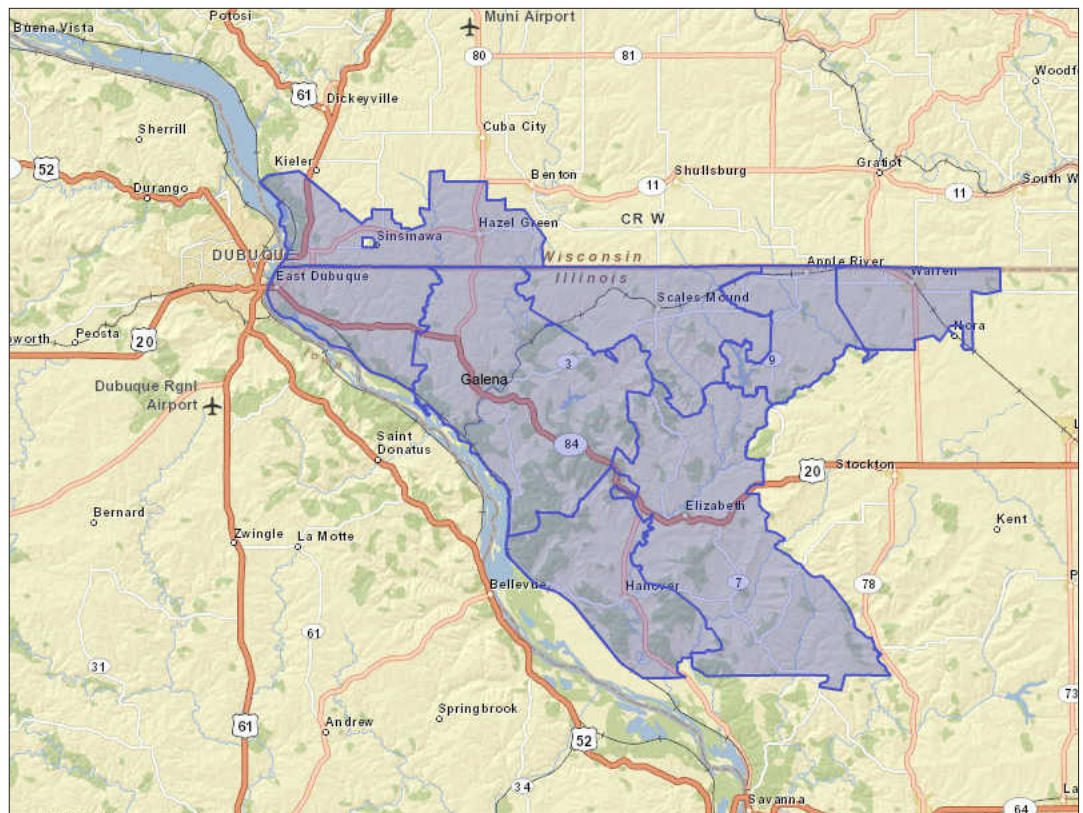 Potosi
Muni Airport
Buena Vista
80
81
Woodf
61
Dickeyville
Sherrill
Cuba City
52
Kieler
Gratiot
Benton
Shullsburg
South W
Durango
11
11
CR W
Hazel Green
Sinsinawa
DUBUQUE
Wisconsin
Illinois
Apple River
East Dubuque
Warren
Scales Mound
Nora
Peosta
oworth
20
3
9
Galena
Dubuque Rgnl
Airport
Saint
Donatus
84
20
Stockton
Elizabeth
Bernard
Kent
Zwingle
La Motte
Bellevue
Hanover
7
78
P
61
31
73
Springbrook
Andrew
61
52
34
La
Savanna
64